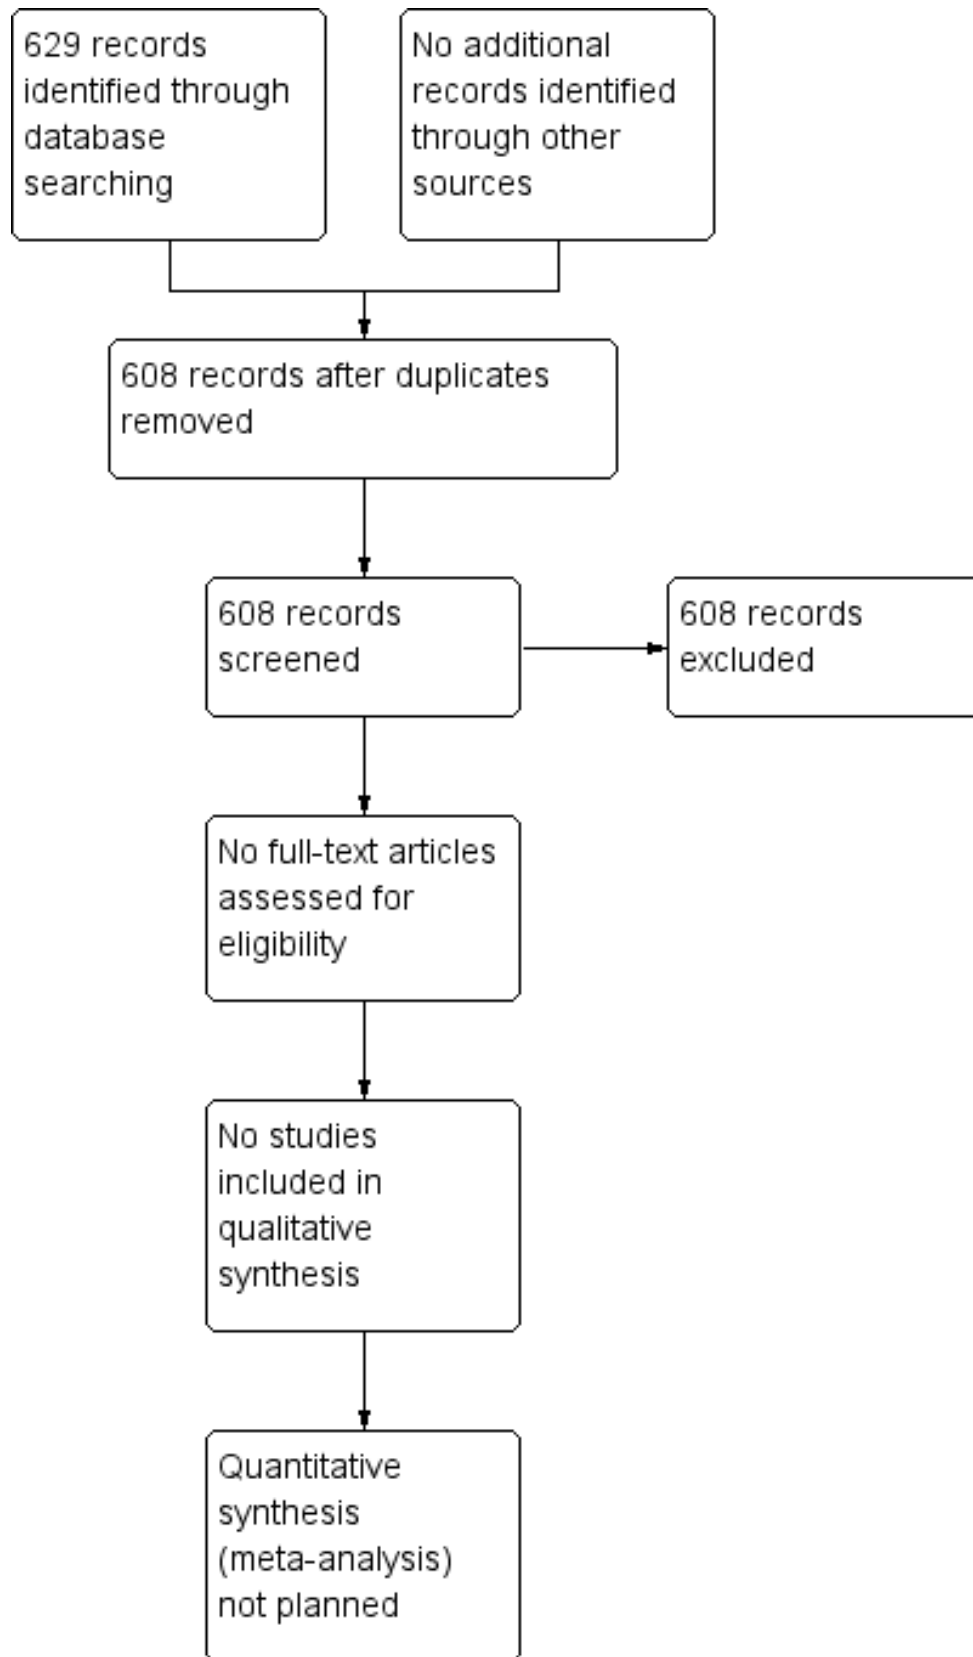 629 records
identified through
database
searching
No additional
records identified
through other
sources
608 records after duplicates
removed
608 records
screened
608 records
excluded
No full-text articles
assessed for
eligibility
No studies
included in
qualitative
synthesis
Quantitative
synthesis
(meta-analysis)
not planned